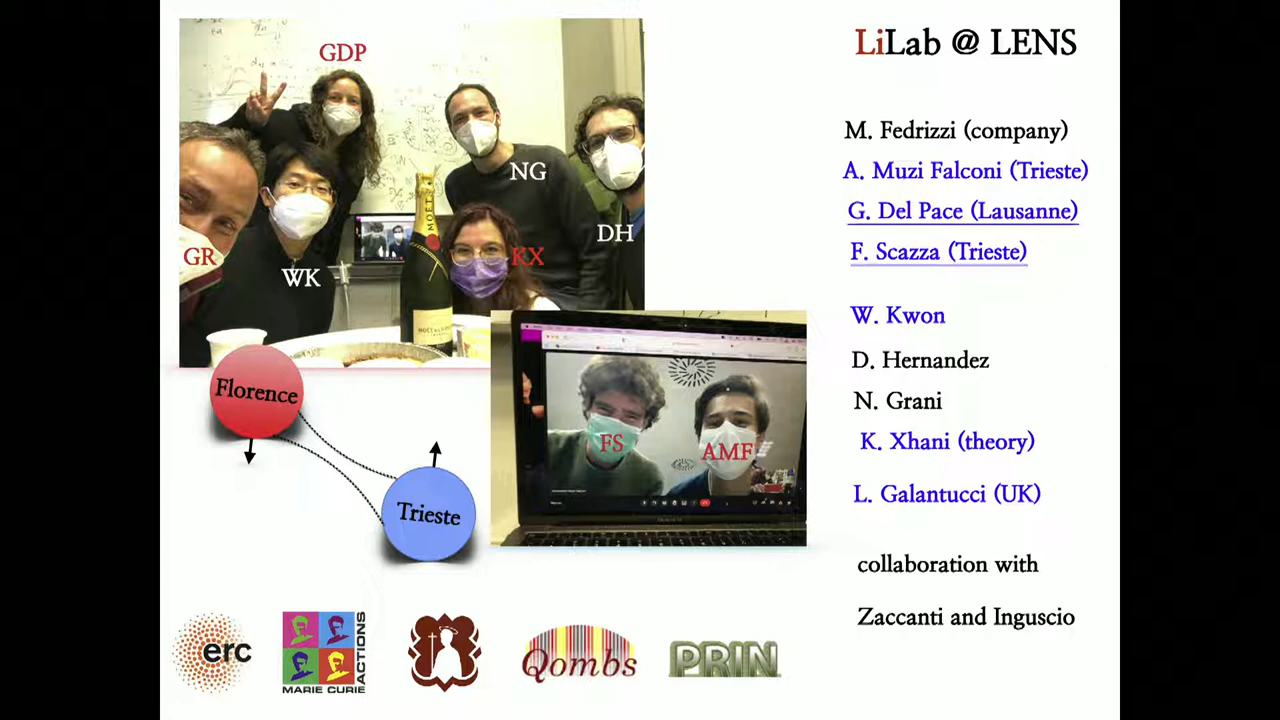 LiLab @ LENS
GDP
NG
DH
GR
WK
KX
MOËT
MOËT
FS
AMF
Florence
Trieste
M. Fedrizzi (company)
A. Muzi Falconi (Trieste)
G. Del Pace (Lausanne)
F. Scazza (Trieste)
W. Kwon
D. Hernandez
N. Grani
K. Xhani (theory)
L. Galantucci (UK)
collaboration with
Zaccanti and Inguscio
erc
MARIE CURIE
ACTIONS
Qombs
PRIN